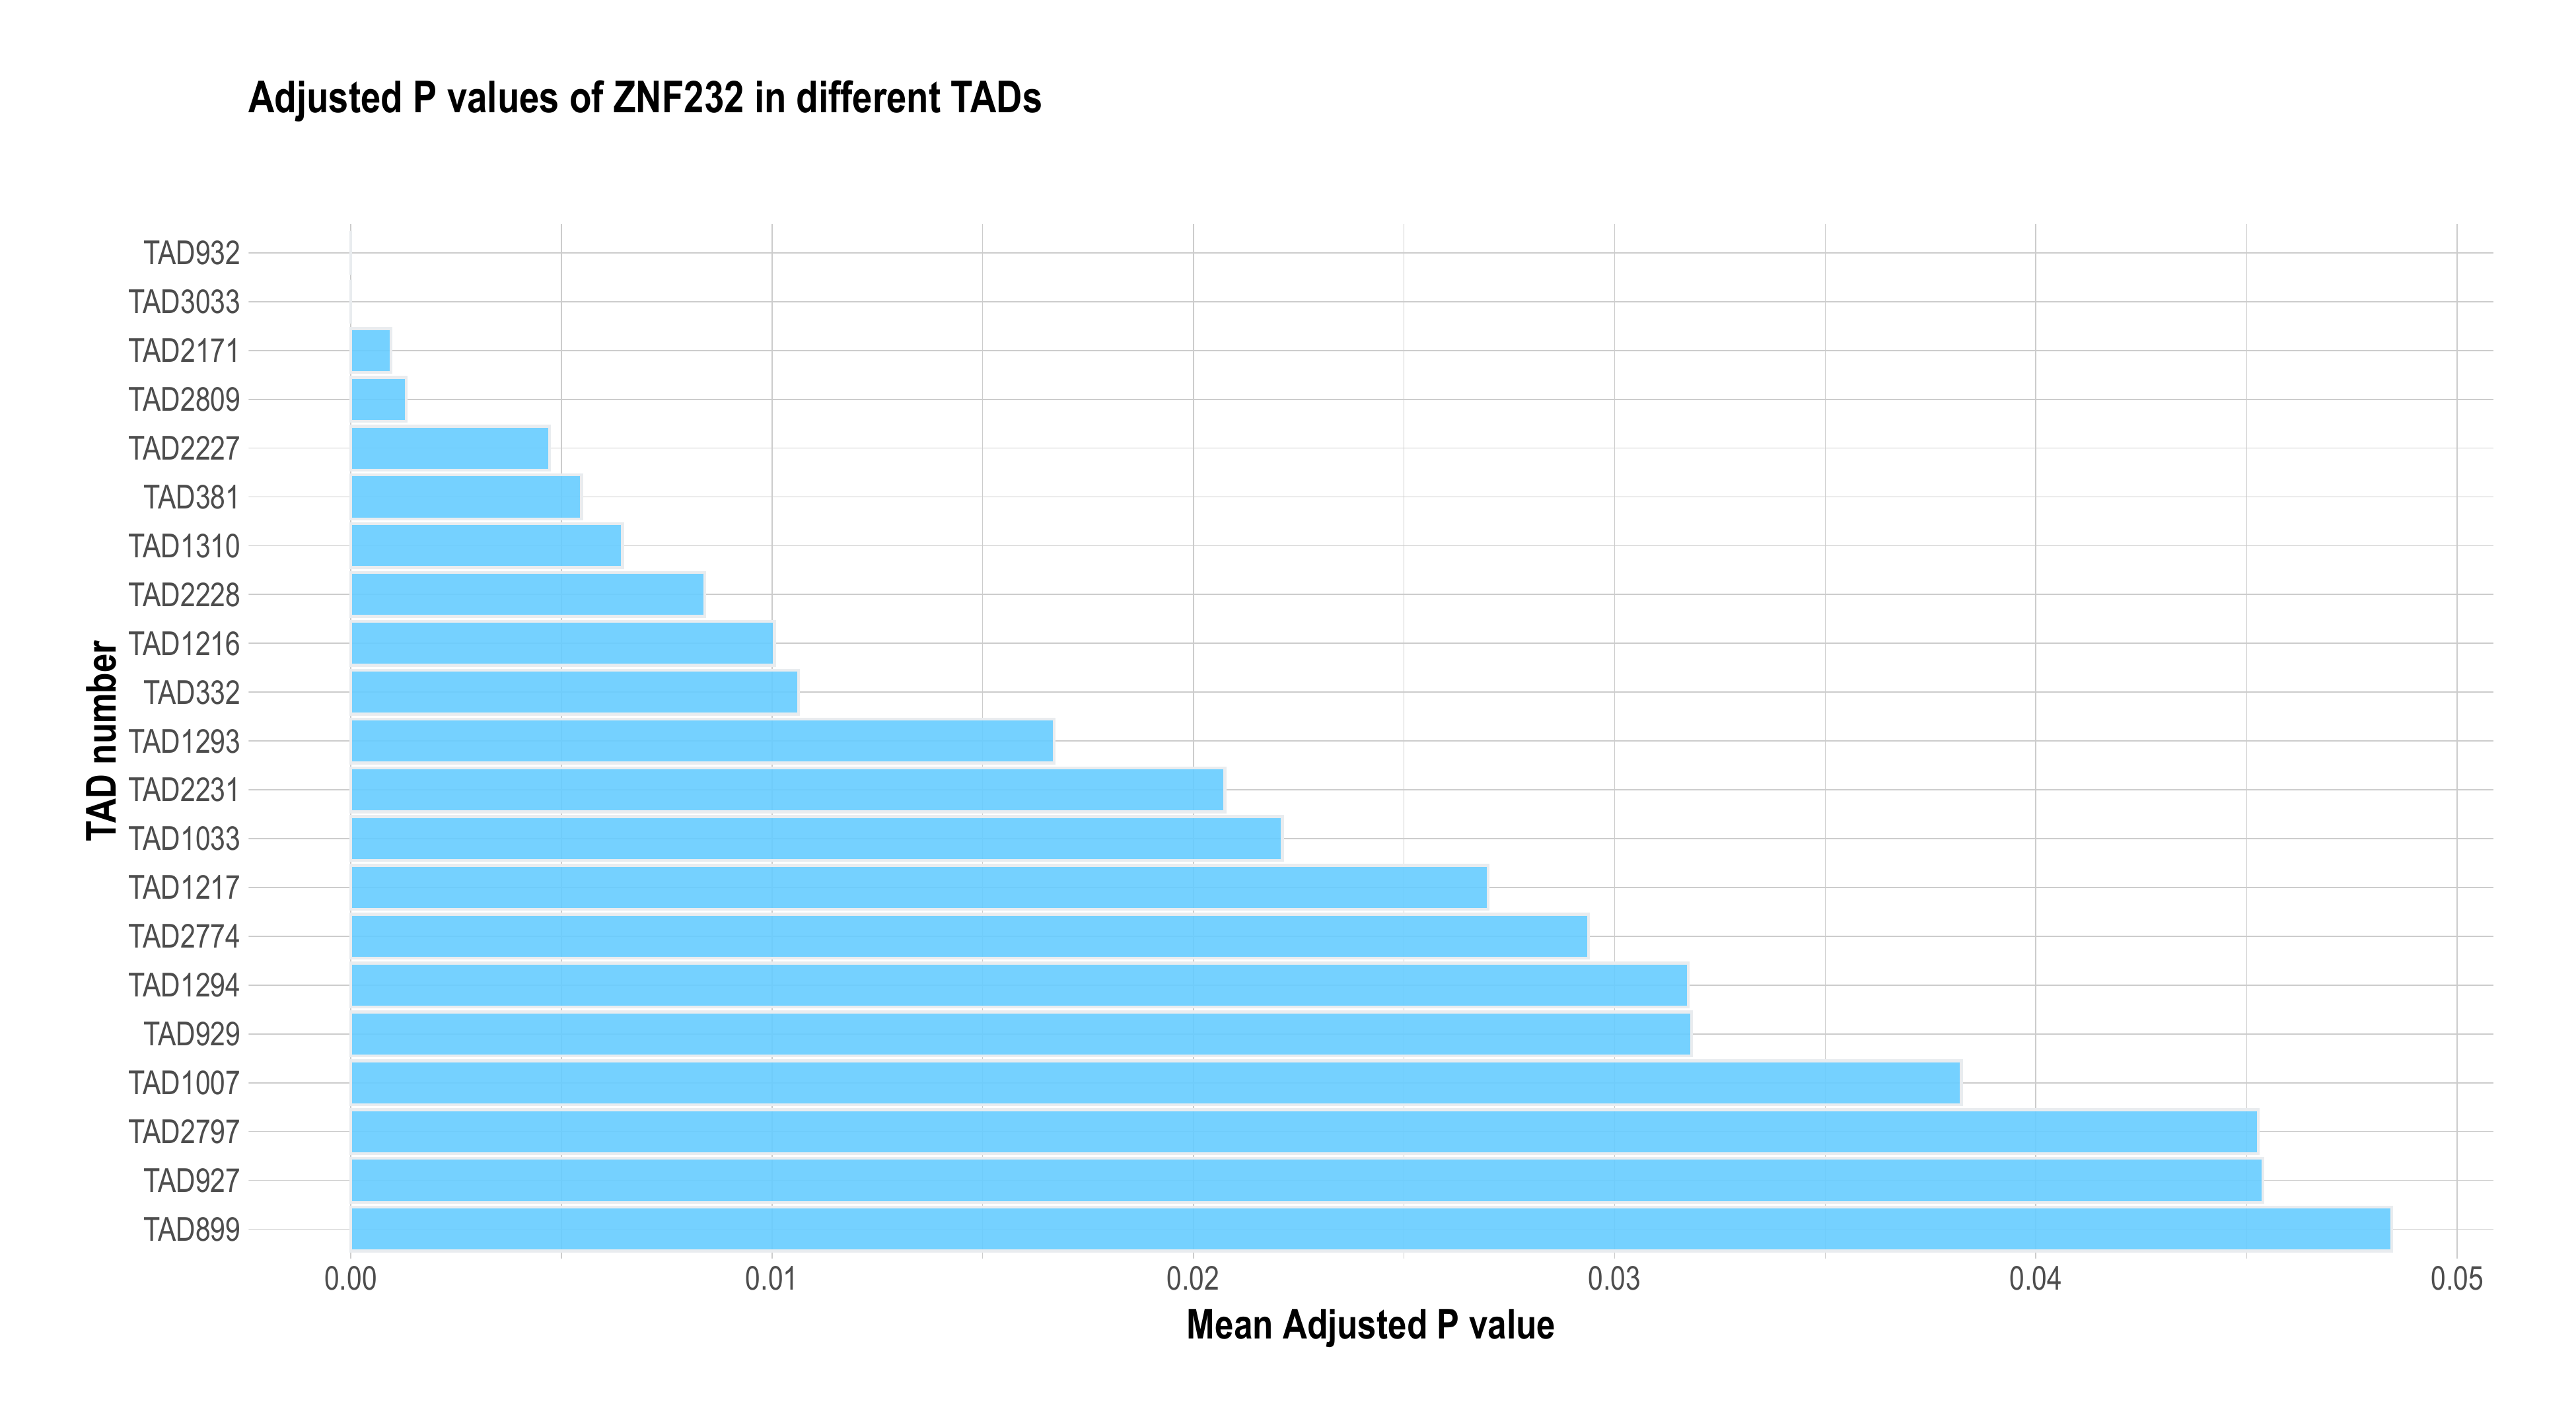 Adjusted P values of ZNF232 in different TADs
TAD932
TAD3033
TAD2171
TAD2809
TAD2227
TAD381
TAD1310
TAD2228
TAD1216
TAD332
TAD1293
TAD2231
TAD1033
TAD1217
TAD2774
TAD1294
TAD929
TAD1007
TAD2797
TAD927
TAD899
TAD number
0.00 0.01 0.02 0.03 0.04 0.05
Mean Adjusted P value